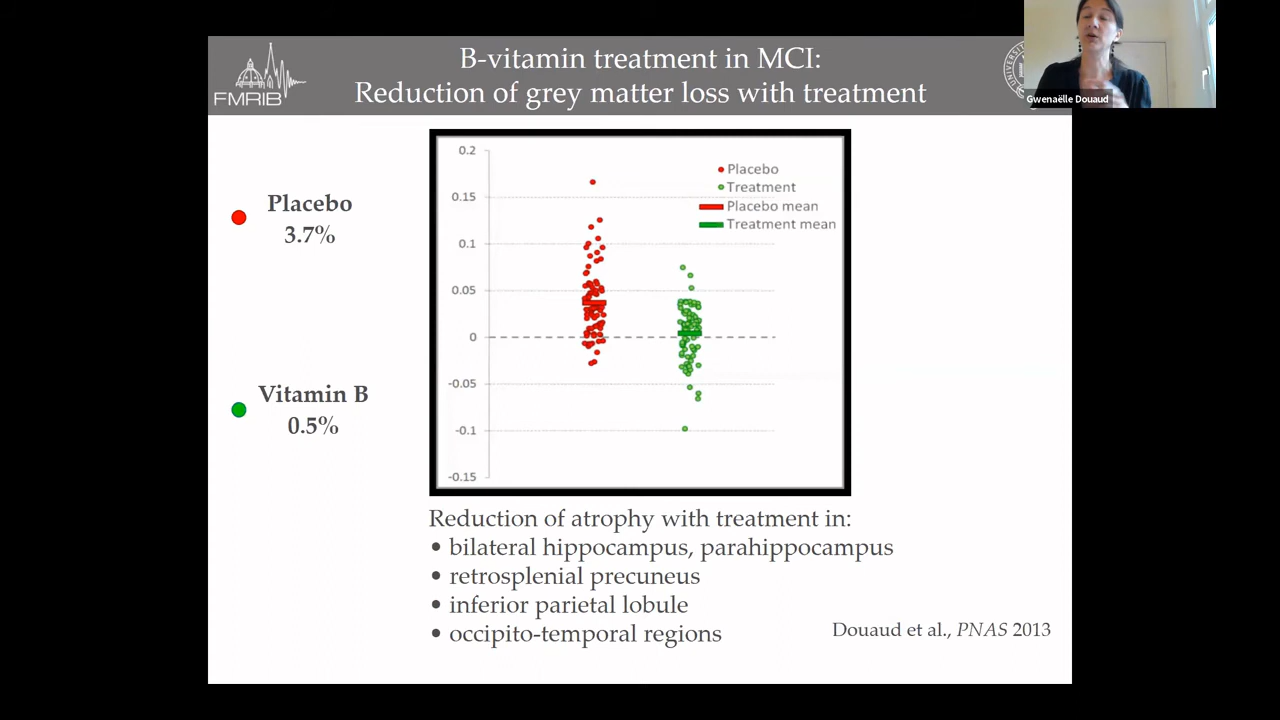 B-vitamin treatment in MCI:
Reduction of grey matter loss with treatment
FMRIB
Gwenaëlle Douaud
Placebo
3.7%
Vitamin B
0.5%
0.2
0.15
0.1
0.05
0
-0.05
-0.1
-0.15
Placebo
Treatment
Placebo mean
Treatment mean
Reduction of atrophy with treatment in:
• bilateral hippocampus, parahippocampus
• retrosplenial precuneus
• inferior parietal lobule
• occipito-temporal regions
Douaud et al., PNAS 2013